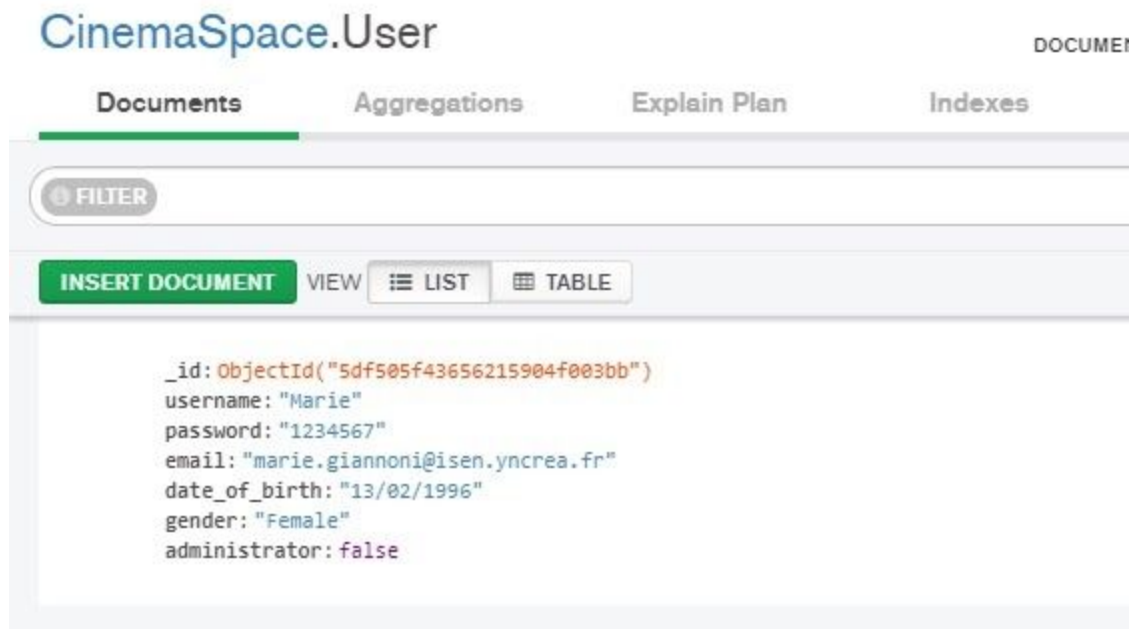 CinemaSpace.User
Documents Aggregations Explain Plan Indexes
FILTER
INSERT DOCUMENT VIEW LIST TABLE
_id: ObjectId("5df505f43656215904f003bb")
username: "Marie"
password: "1234567"
email: "marie.giannoni@isen.yncrea.fr"
date_of_birth: "13/02/1996"
gender: "Female"
administrator: false